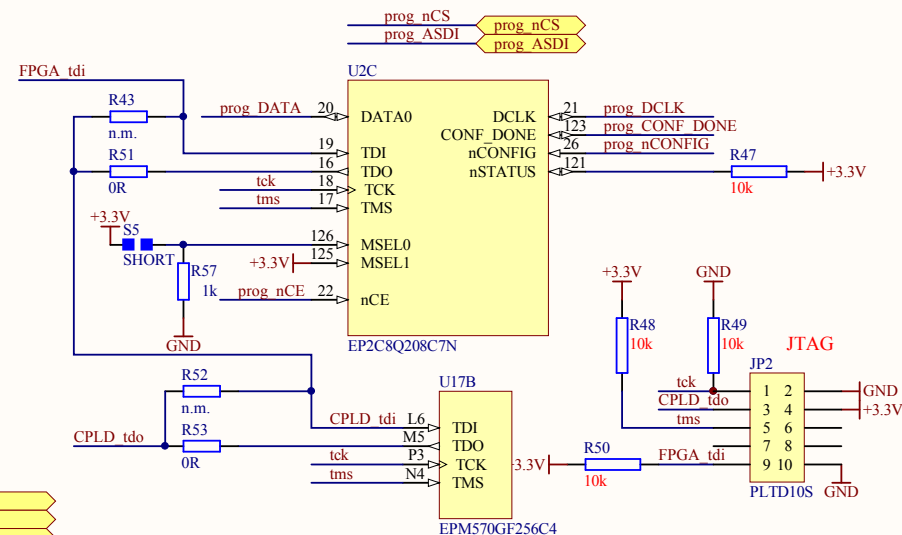 prog_nCS prog_nCS
prog_ASDI prog_ASDI
FPGA_tdi
U2C
R43
n.m.
prog_DATA 20 DATA0
DCLK 21 prog_DCLK
CONF_DONE 123 prog_CONF_DONE
nCONFIG 26 prog_nCONFIG
nSTATUS 121
R47
10k
+3.3V
19 TDI
R51
0R
16 TDO
tck 18 TCK
tms 17 TMS
+3.3V
S5
SHORT
126 MSEL0
+3.3V 125 MSEL1
R57
1k
GND
prog_nCE 22 nCE
EP2C8Q208C7N
+3.3V
GND
R48
10k
R49
10k
JTAG
JP2
tck 1 2 GND
CPLD_tdo 3 4 +3.3V
tms 5 6
7 8
FPGA_tdi 9 10
GND
PLTD10S
R52
n.m.
CPLD_tdo
R53
0R
U17B
CPLD_tdi L6 TDI
M5 TDO
tck P3 TCK
tms N4 TMS
3.3V
R50
10k
EPM570GF256C4